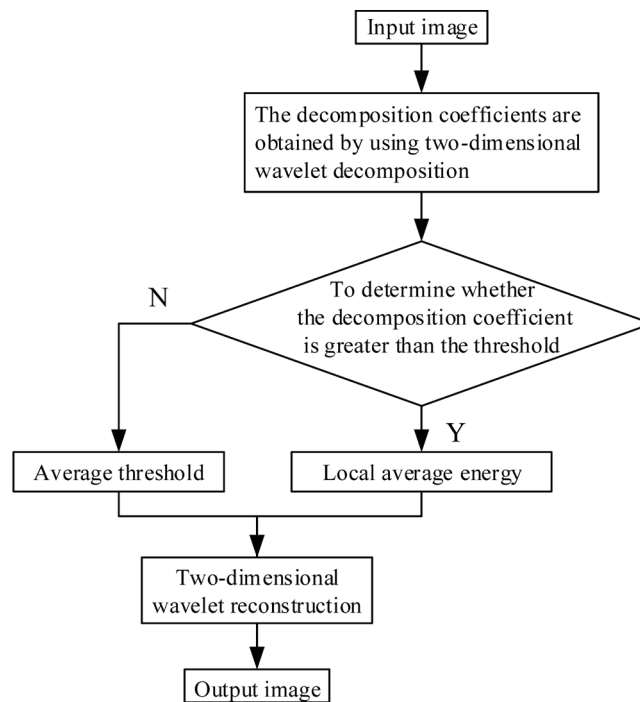 Input image
The decomposition coefficients are
obtained by using two-dimensional
wavelet decomposition
N
To determine whether
the decomposition coefficient
is greater than the threshold
Y
Average threshold
Local average energy
Two-dimensional
wavelet reconstruction
Output image